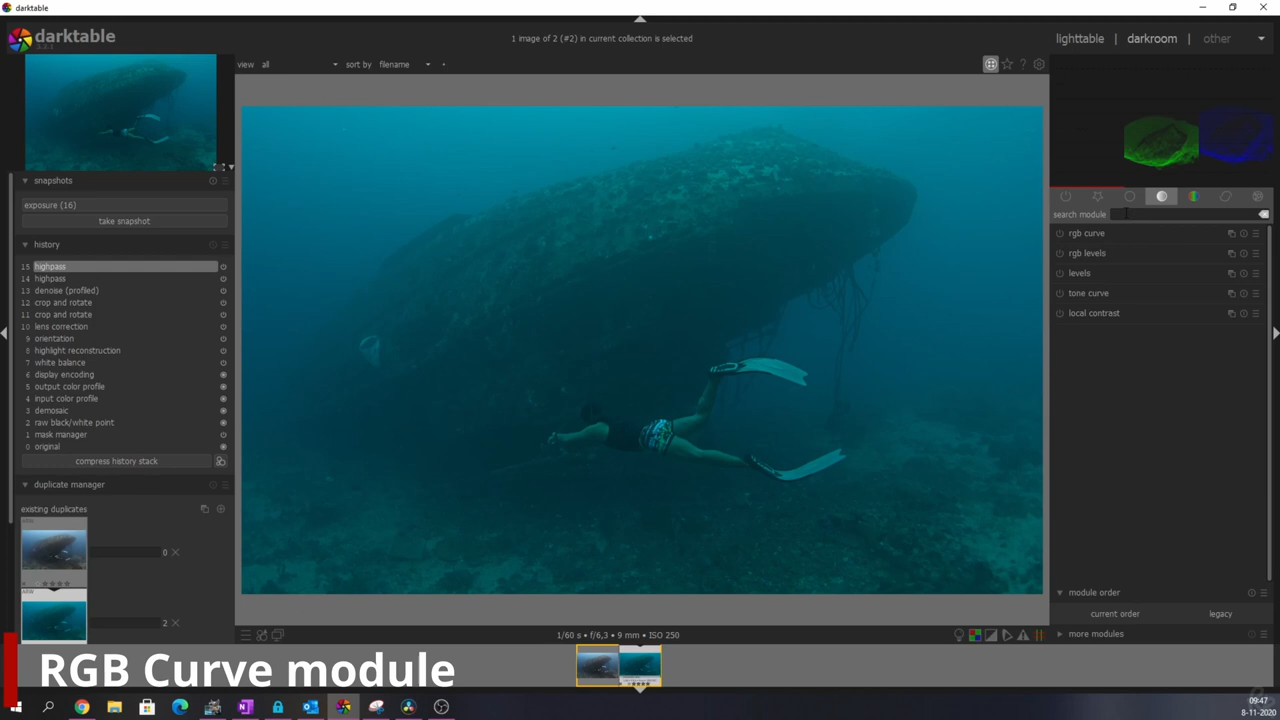 darktable
darktable
3.2.1
1 image of 2 (#2) in current collection is selected
lighttable | darkroom | other
view all sort by filename
snapshots
exposure (16)
take snapshot
history
15 highpass
14 highpass
13 denoise (profiled)
12 crop and rotate
11 crop and rotate
10 lens correction
9 orientation
8 highlight reconstruction
7 white balance
6 display encoding
5 output color profile
4 input color profile
3 demosaic
2 raw black/white point
1 mask manager
0 original
compress history stack
duplicate manager
existing duplicates
ARW
0
ARW
2
search module
rgb curve
rgb levels
levels
tone curve
local contrast
module order
current order legacy
more modules
1/60 s • f/6,3 • 9 mm • ISO 250
RGB Curve module
09:47
8-11-2020